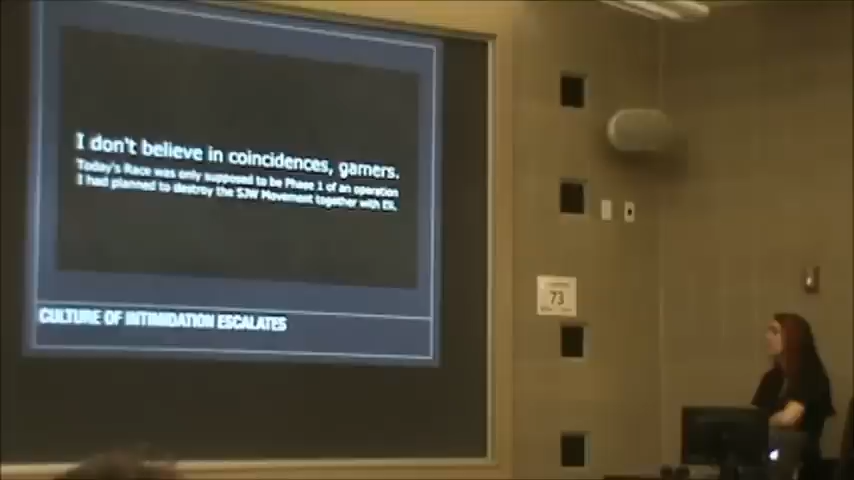 I don't believe in coincidences, gamers.
Today's Race was only supposed to be Phase 1 of an operation
I had planned to destroy the SJW Movement together with ES.
CULTURE OF INTIMIDATION ESCALATES
73